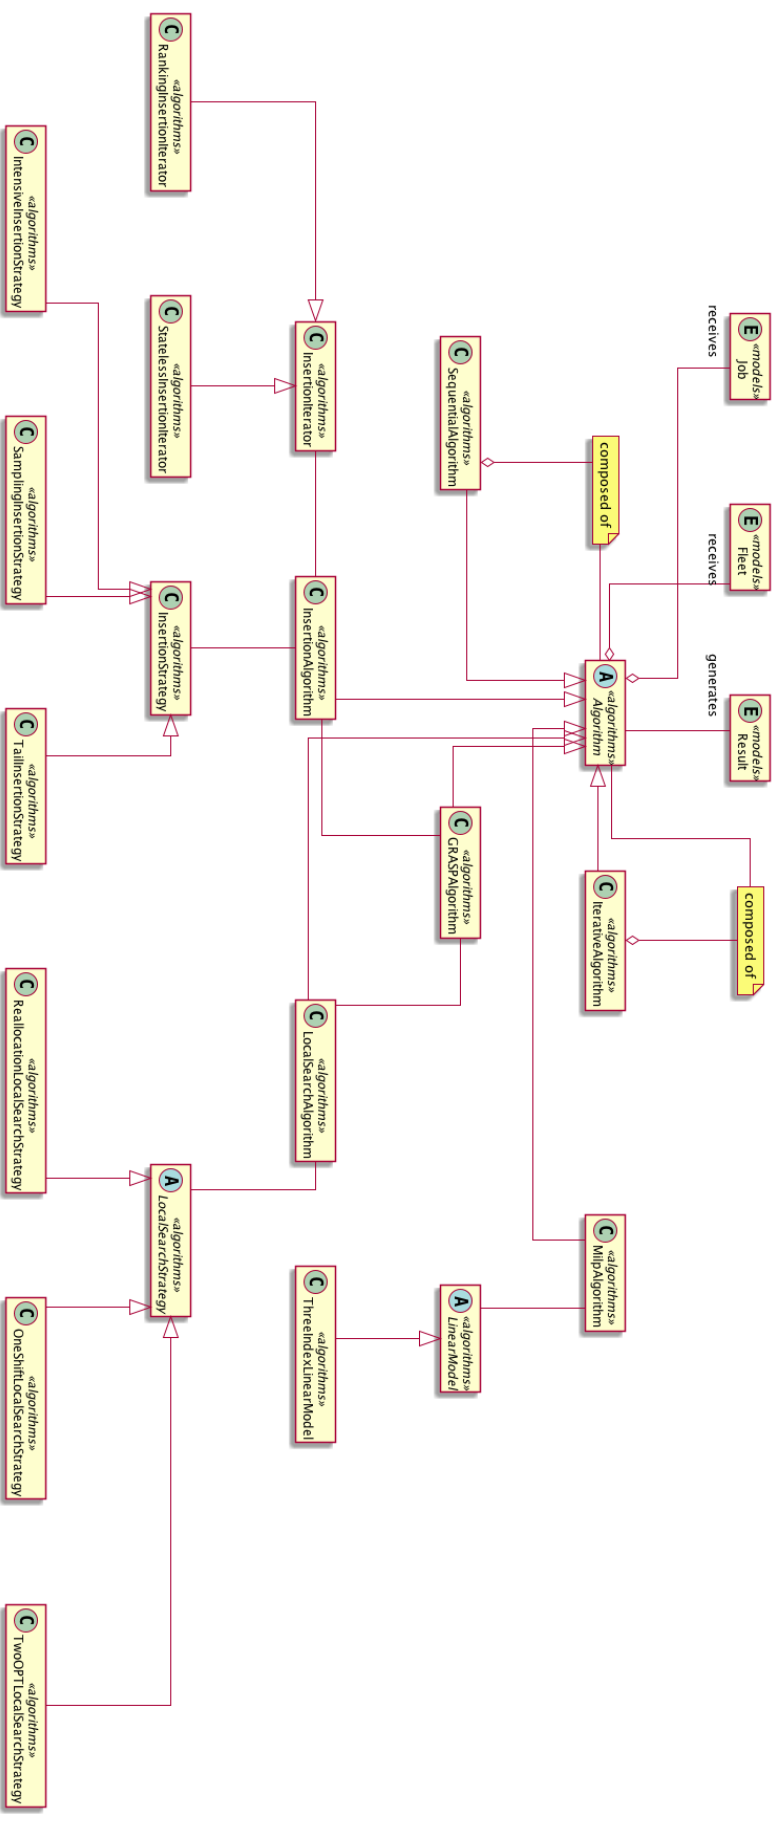 E «models»
Job
E «models»
Fleet
E «models»
Result
composed of
receives
receives
generates
composed of
A «algorithms»
Algorithm
C «algorithms»
IterativeAlgorithm
C «algorithms»
MilpAlgorithm
C «algorithms»
SequentialAlgorithm
C «algorithms»
GRASPAlgorithm
A «algorithms»
LinearModel
C «algorithms»
InsertionIterator
C «algorithms»
InsertionAlgorithm
C «algorithms»
LocalSearchAlgorithm
C «algorithms»
ThreeIndexLinearModel
C «algorithms»
RankingInsertionIterator
C «algorithms»
StatelessInsertionIterator
C «algorithms»
InsertionStrategy
A «algorithms»
LocalSearchStrategy
C «algorithms»
IntensiveInsertionStrategy
C «algorithms»
SamplingInsertionStrategy
C «algorithms»
TailInsertionStrategy
C «algorithms»
ReallocationLocalSearchStrategy
C «algorithms»
OneShiftLocalSearchStrategy
C «algorithms»
TwoOPTLocalSearchStrategy